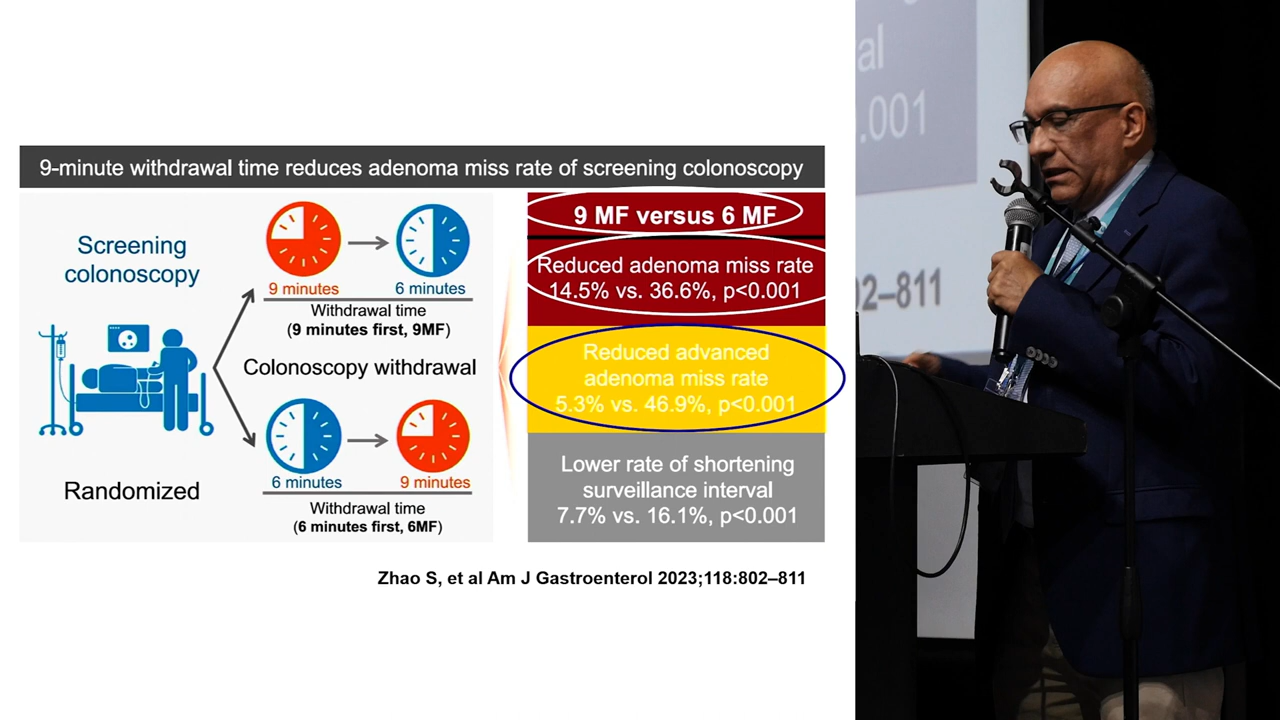 9-minute withdrawal time reduces adenoma miss rate of screening colonoscopy
Screening
colonoscopy
Randomized
9 minutes
6 minutes
Withdrawal time
(9 minutes first, 9MF)
Colonoscopy withdrawal
6 minutes
9 minutes
Withdrawal time
(6 minutes first, 6MF)
9 MF versus 6 MF
Reduced adenoma miss rate
14.5% vs. 36.6%, p<0.001
Reduced advanced
adenoma miss rate
5.3% vs. 46.9%, p<0.001
Lower rate of shortening
surveillance interval
7.7% vs. 16.1%, p<0.001
Zhao S, et al Am J Gastroenterol 2023;118:802–811
al
.001
02–811